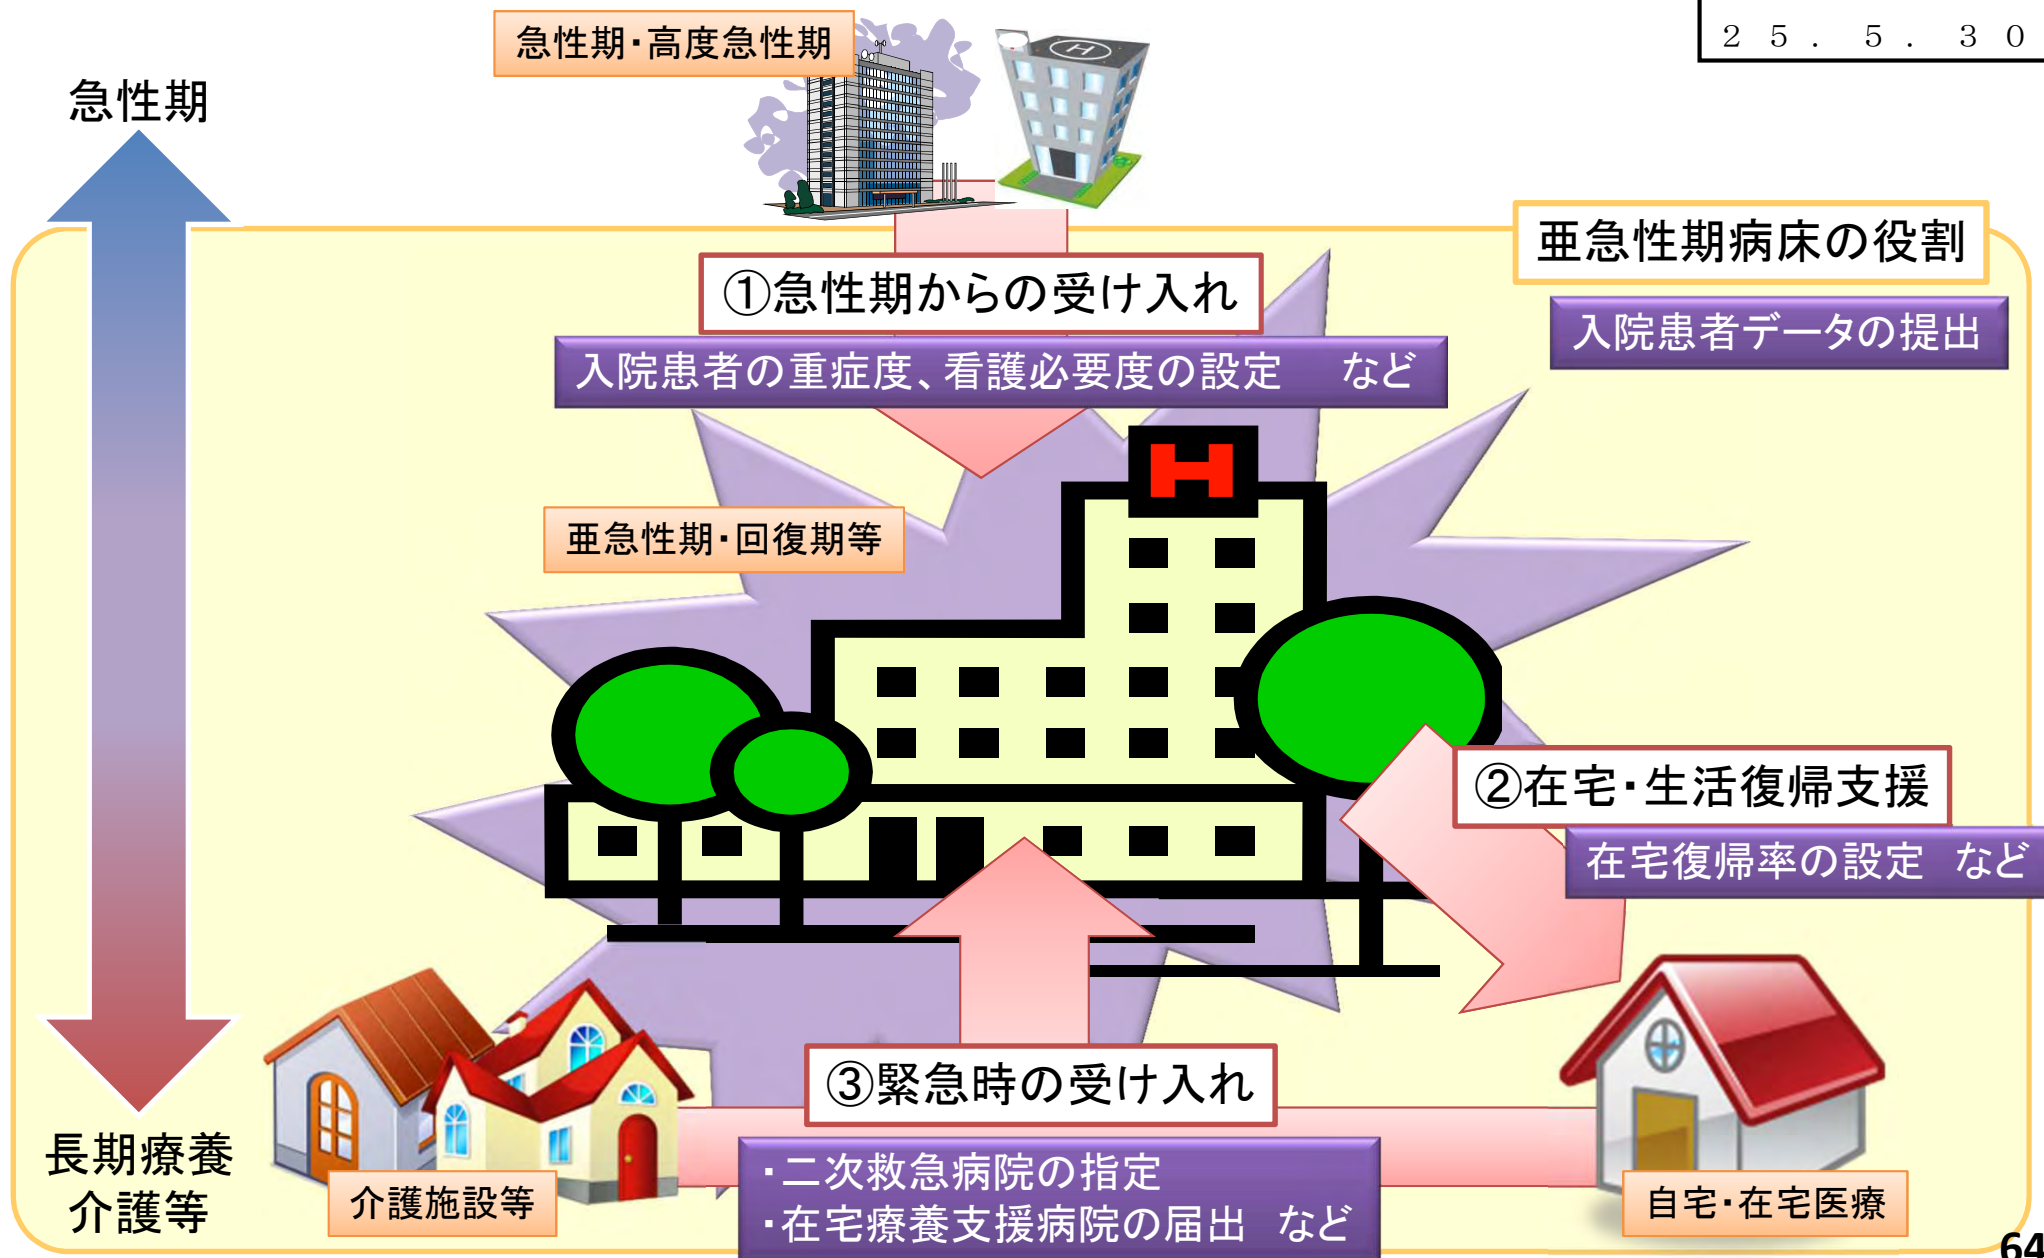 ２５．５．３０
急性期・高度急性期
急性期
亜急性期病床の役割
①急性期からの受け入れ
入院患者データの提出
入院患者の重症度、看護必要度の設定　など
H
亜急性期・回復期等
②在宅・生活復帰支援
在宅復帰率の設定　など
③緊急時の受け入れ
長期療養
介護等
・二次救急病院の指定
・在宅療養支援病院の届出　など
介護施設等
自宅・在宅医療
64